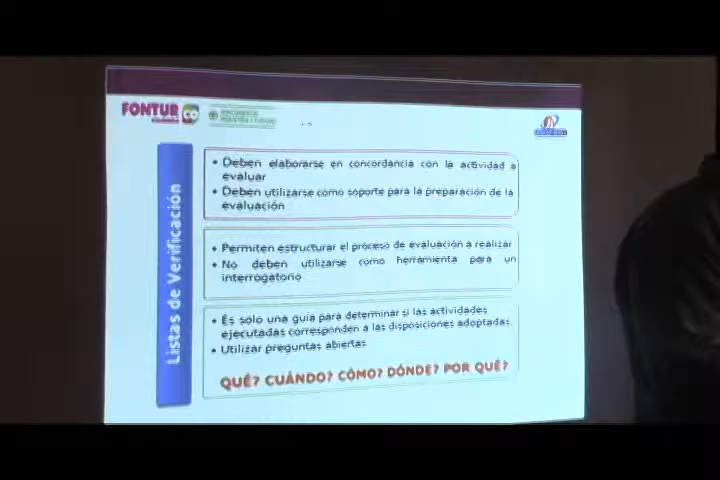 FONTUR CO
COLOMBIA
Listas de Verificación
• Deben elaborarse en concordancia con la actividad a
evaluar
• Deben utilizarse como soporte para la preparación de la
evaluación
• Permiten estructurar el proceso de evaluación a realizar
• No deben utilizarse como herramienta para un
interrogatorio
• Es solo una guía para determinar si las actividades
ejecutadas corresponden a las disposiciones adoptadas
• Utilizar preguntas abiertas
QUÉ? CUÁNDO? CÓMO? DÓNDE? POR QUÉ?